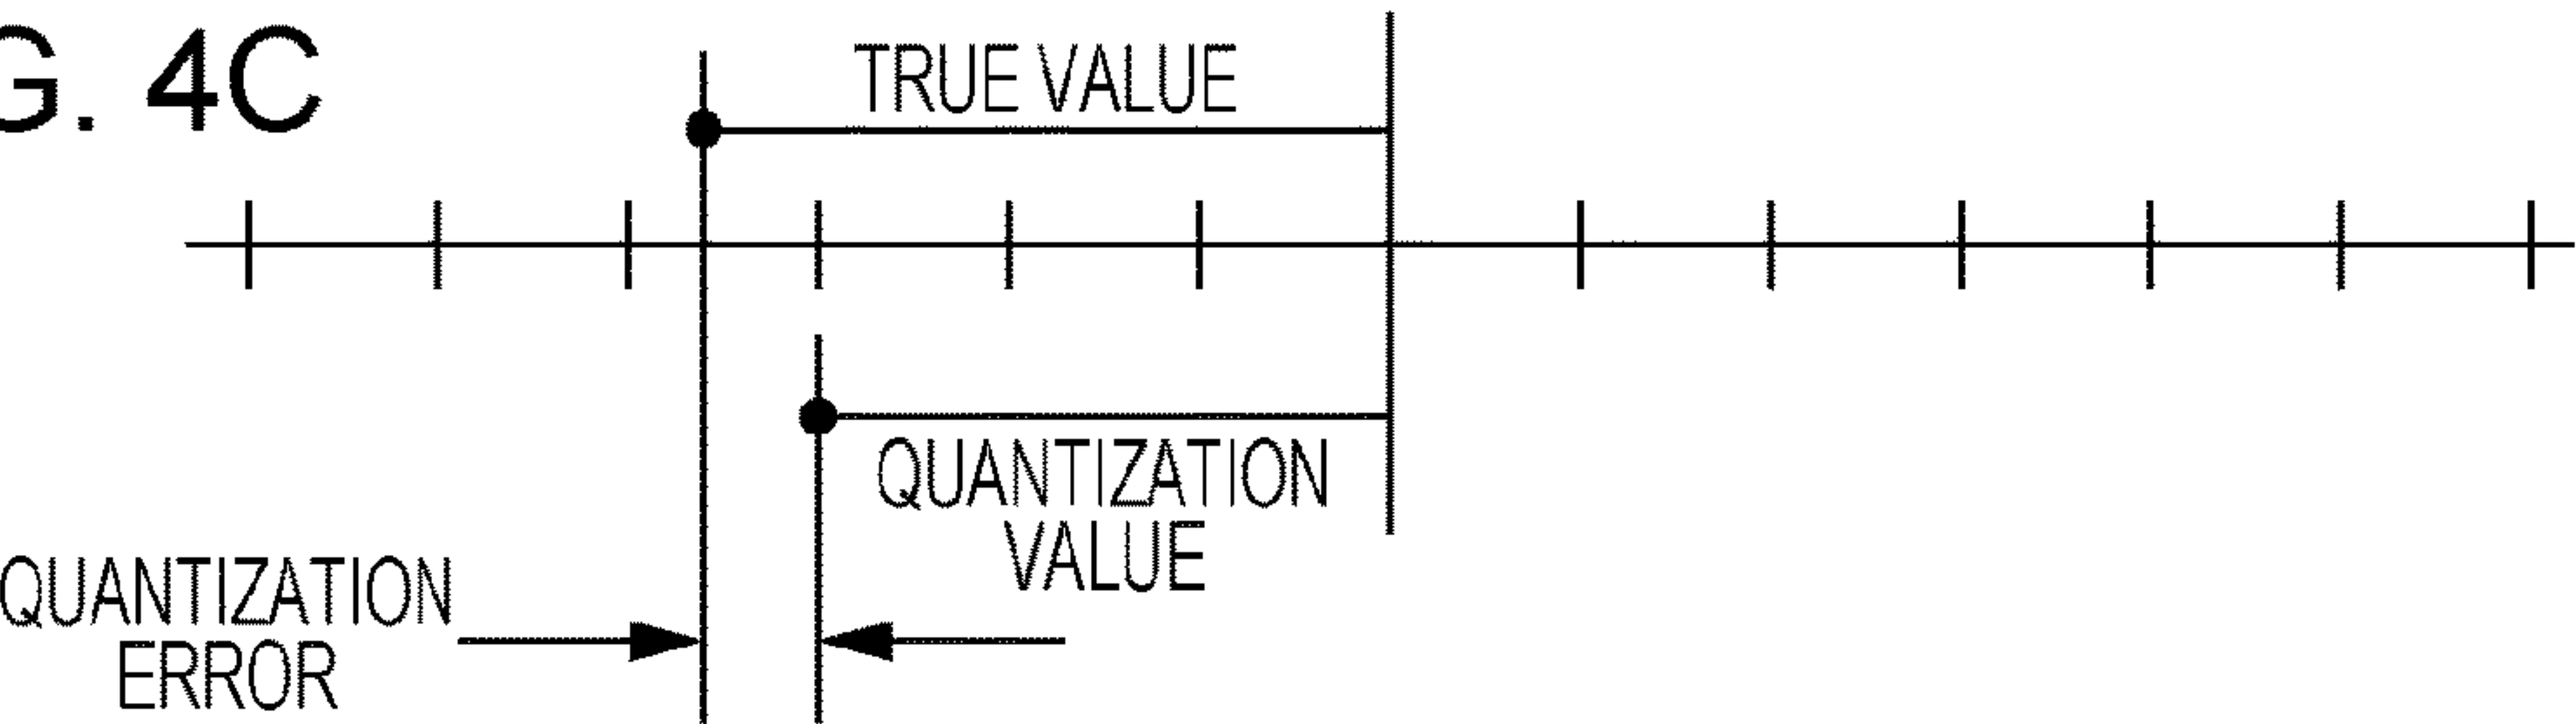 G. 4C
TRUE VALUE
QUANTIZATION
VALUE
QUANTIZATION
ERROR